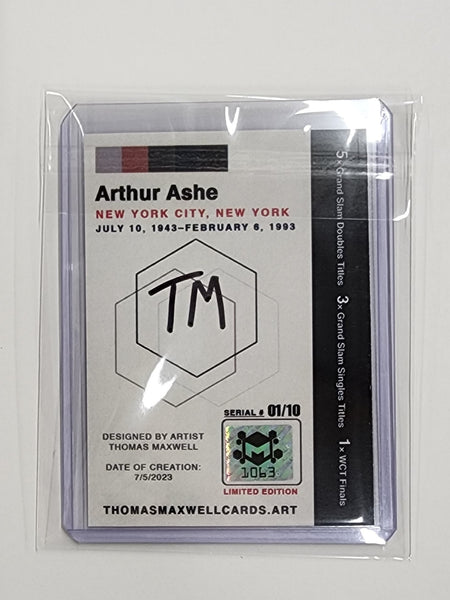 Arthur Ashe
NEW YORK CITY, NEW YORK
JULY 10, 1943–FEBRUARY 6, 1993
TM
SERIAL # 01/10
1063
LIMITED EDITION
DESIGNED BY ARTIST
THOMAS MAXWELL
DATE OF CREATION:
7/5/2023
THOMASMAXWELLCARDS.ART
5x Grand Slam Doubles Titles 3x Grand Slam Singles Titles 1x WCT Finals